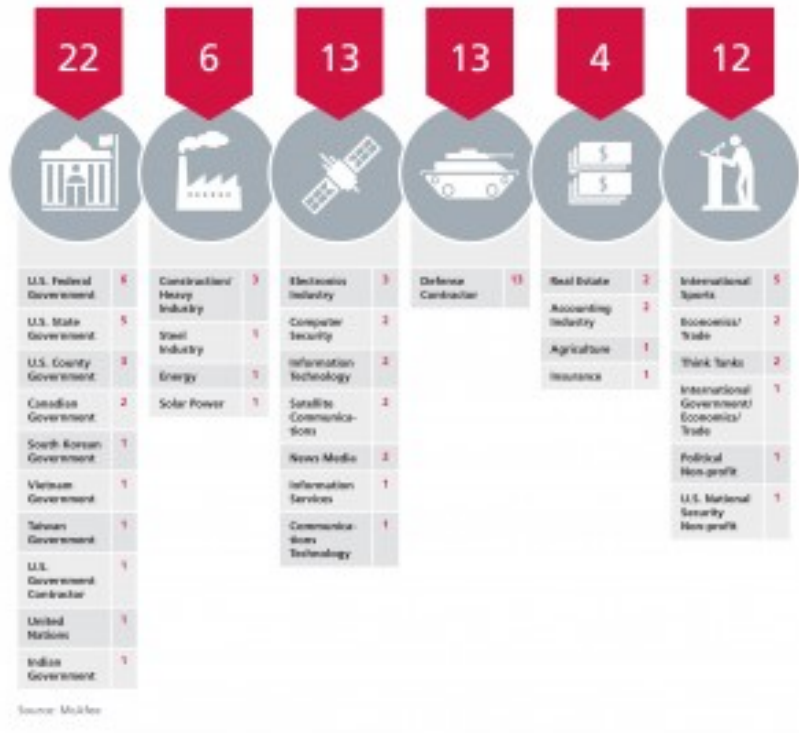 22
6
13
13
4
12
U.S. Federal 6
Government
U.S. State 5
Government
U.S. County 3
Government
Canadian 2
Government
South Korean 1
Government
Vietnam 1
Government
Taiwan 1
Government
U.S. 1
Government
Contractor
United 1
Nations
Indian 1
Government
Construction/ 3
Heavy
Industry
Steel 1
Industry
Energy 1
Solar Power 1
Electronics 3
Industry
Computer 2
Security
Information 2
Technology
Satellite 2
Communica-
tions
News Media 2
Information 1
Services
Communica- 1
tions
Technology
Defense 13
Contractor
Real Estate 2
Accounting 2
Industry
Agriculture 1
Insurance 1
International 5
Sports
Economics/ 2
Trade
Think Tanks 2
International 1
Government/
Economics/
Trade
Political 1
Non-profit
U.S. National 1
Security
Non-profit
Source: McAfee